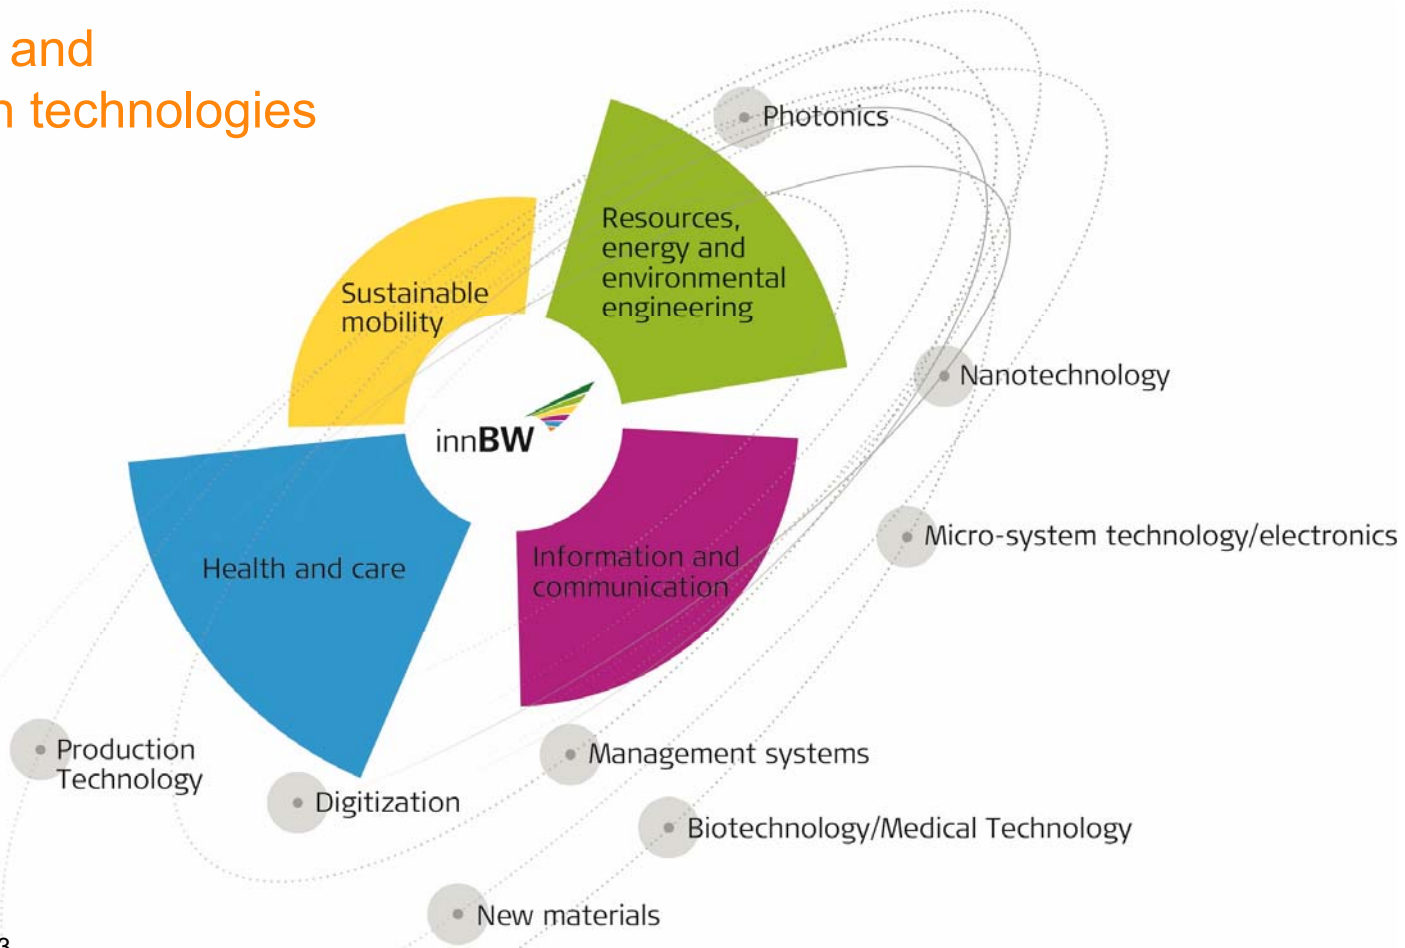 and
technologies
Photonics
Resources,
energy and
environmental
engineering
Sustainable
mobility
Nanotechnology
innBW
Micro-system technology/electronics
Information and
communication
Health and care
Production
Technology
Management systems
Digitization
Biotechnology/Medical Technology
New materials
3